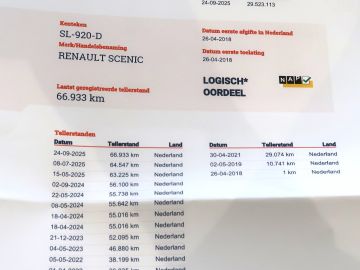 24-09-2025 29.523.113
Kenteken
SL-920-D
Merk/Handelsbenaming
RENAULT SCENIC
Datum eerste afgifte in Nederland
26-04-2018
Datum eerste toelating
26-04-2018
Laatst geregistreerde tellerstand
66.933 km
LOGISCH*
OORDEEL
NAP
Tellerstanden
Datum Tellerstand Land
24-09-2025 66.933 km Nederland
08-07-2025 64.547 km Nederland
15-05-2025 63.225 km Nederland
02-09-2024 56.100 km Nederland
22-05-2024 55.738 km Nederland
08-05-2024 55.642 km Nederland
18-04-2024 55.016 km Nederland
18-04-2024 55.016 km Nederland
21-12-2023 52.095 km Nederland
04-05-2023 46.880 km Nederland
05-05-2022 38.199 km Nederland
Datum Tellerstand Land
30-04-2021 29.074 km Nederland
02-05-2019 10.741 km Nederland
26-04-2018 1 km Nederland